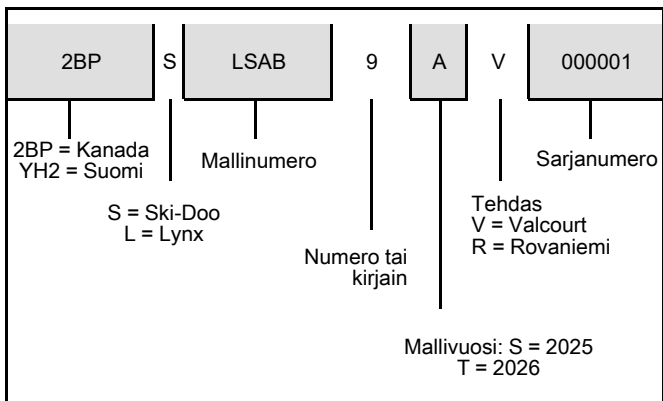 2BP S LSAB 9 A V 000001
2BP = Kanada
YH2 = Suomi
Mallinumero
Sarjanumero
S = Ski-Doo
L = Lynx
Tehdas
V = Valcourt
R = Rovaniemi
Numero tai
kirjain
Mallivuosi: S = 2025
T = 2026